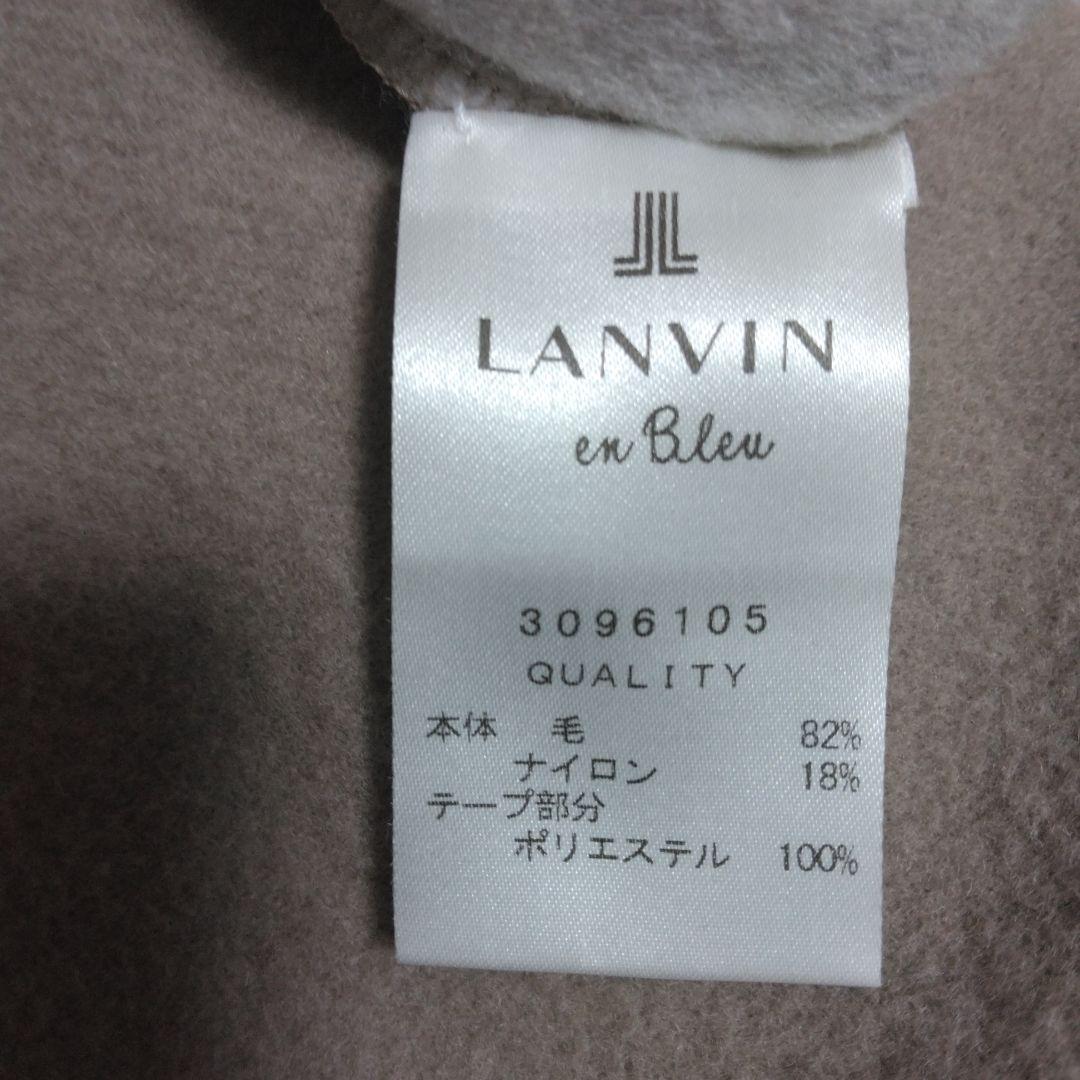 LANVIN
en Bleu
3096105
QUALITY
本体 毛 82%
ナイロン 18%
テープ部分
ポリエステル 100%